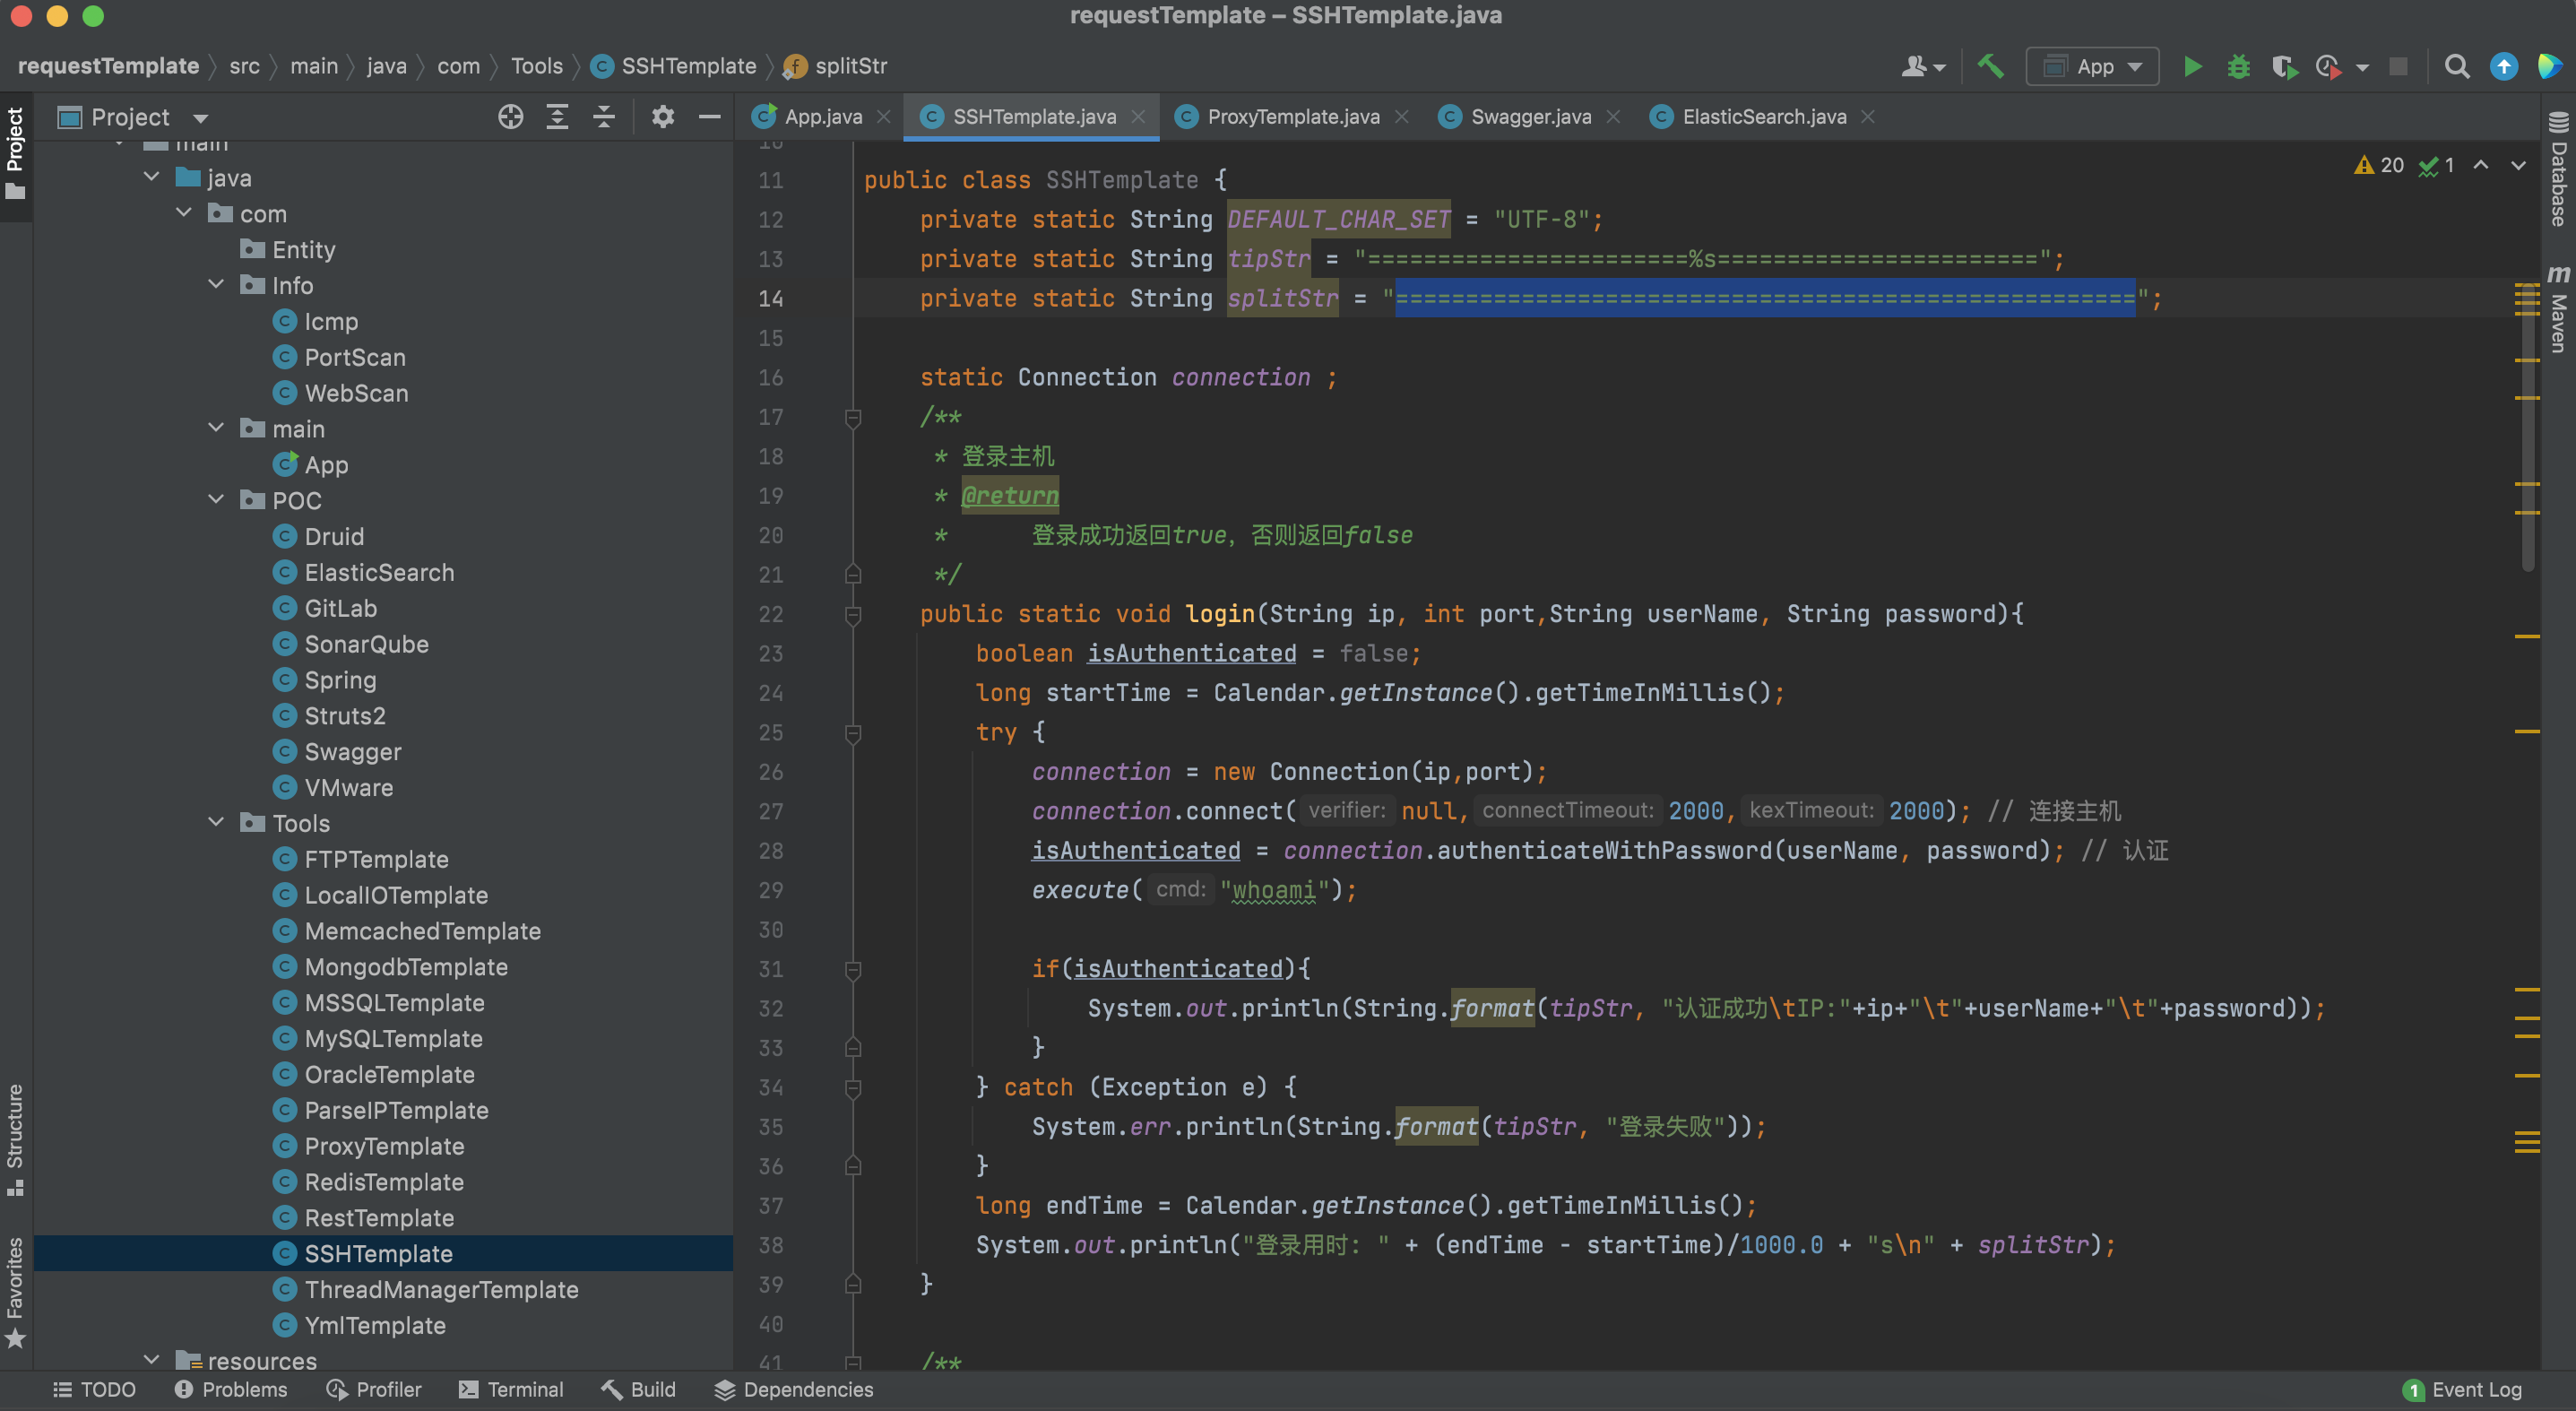 requestTemplate – SSHTemplate.java
requestTemplate src main java com Tools SSHTemplate splitStr
App
Project
App.java SSHTemplate.java ProxyTemplate.java Swagger.java ElasticSearch.java
Project
main
java
com
Entity
Info
Icmp
PortScan
WebScan
main
App
POC
Druid
ElasticSearch
GitLab
SonarQube
Spring
Struts2
Swagger
VMware
Tools
FTPTemplate
LocalIOTemplate
MemcachedTemplate
MongodbTemplate
MSSQLTemplate
MySQLTemplate
OracleTemplate
ParseIPTemplate
ProxyTemplate
RedisTemplate
RestTemplate
SSHTemplate
ThreadManagerTemplate
YmlTemplate
resources
Structure
Favorites
20 1
10
11 public class SSHTemplate {
12 private static String DEFAULT_CHAR_SET = "UTF-8";
13 private static String tipStr = "=======================%s=======================";
14 private static String splitStr = "=====================================================";
15
16 static Connection connection ;
17 /**
18 * 登录主机
19 * @return
20 * 登录成功返回true，否则返回false
21 */
22 public static void login(String ip, int port,String userName, String password){
23 boolean isAuthenticated = false;
24 long startTime = Calendar.getInstance().getTimeInMillis();
25 try {
26 connection = new Connection(ip,port);
27 connection.connect( verifier: null, connectTimeout: 2000, kexTimeout: 2000); // 连接主机
28 isAuthenticated = connection.authenticateWithPassword(userName, password); // 认证
29 execute( cmd: "whoami");
30
31 if(isAuthenticated){
32 System.out.println(String.format(tipStr, "认证成功\tIP:"+ip+"\t"+userName+"\t"+password));
33 }
34 } catch (Exception e) {
35 System.err.println(String.format(tipStr, "登录失败"));
36 }
37 long endTime = Calendar.getInstance().getTimeInMillis();
38 System.out.println("登录用时: " + (endTime - startTime)/1000.0 + "s\n" + splitStr);
39 }
40
41 /**
Database
m Maven
TODO Problems Profiler Terminal Build Dependencies
1 Event Log